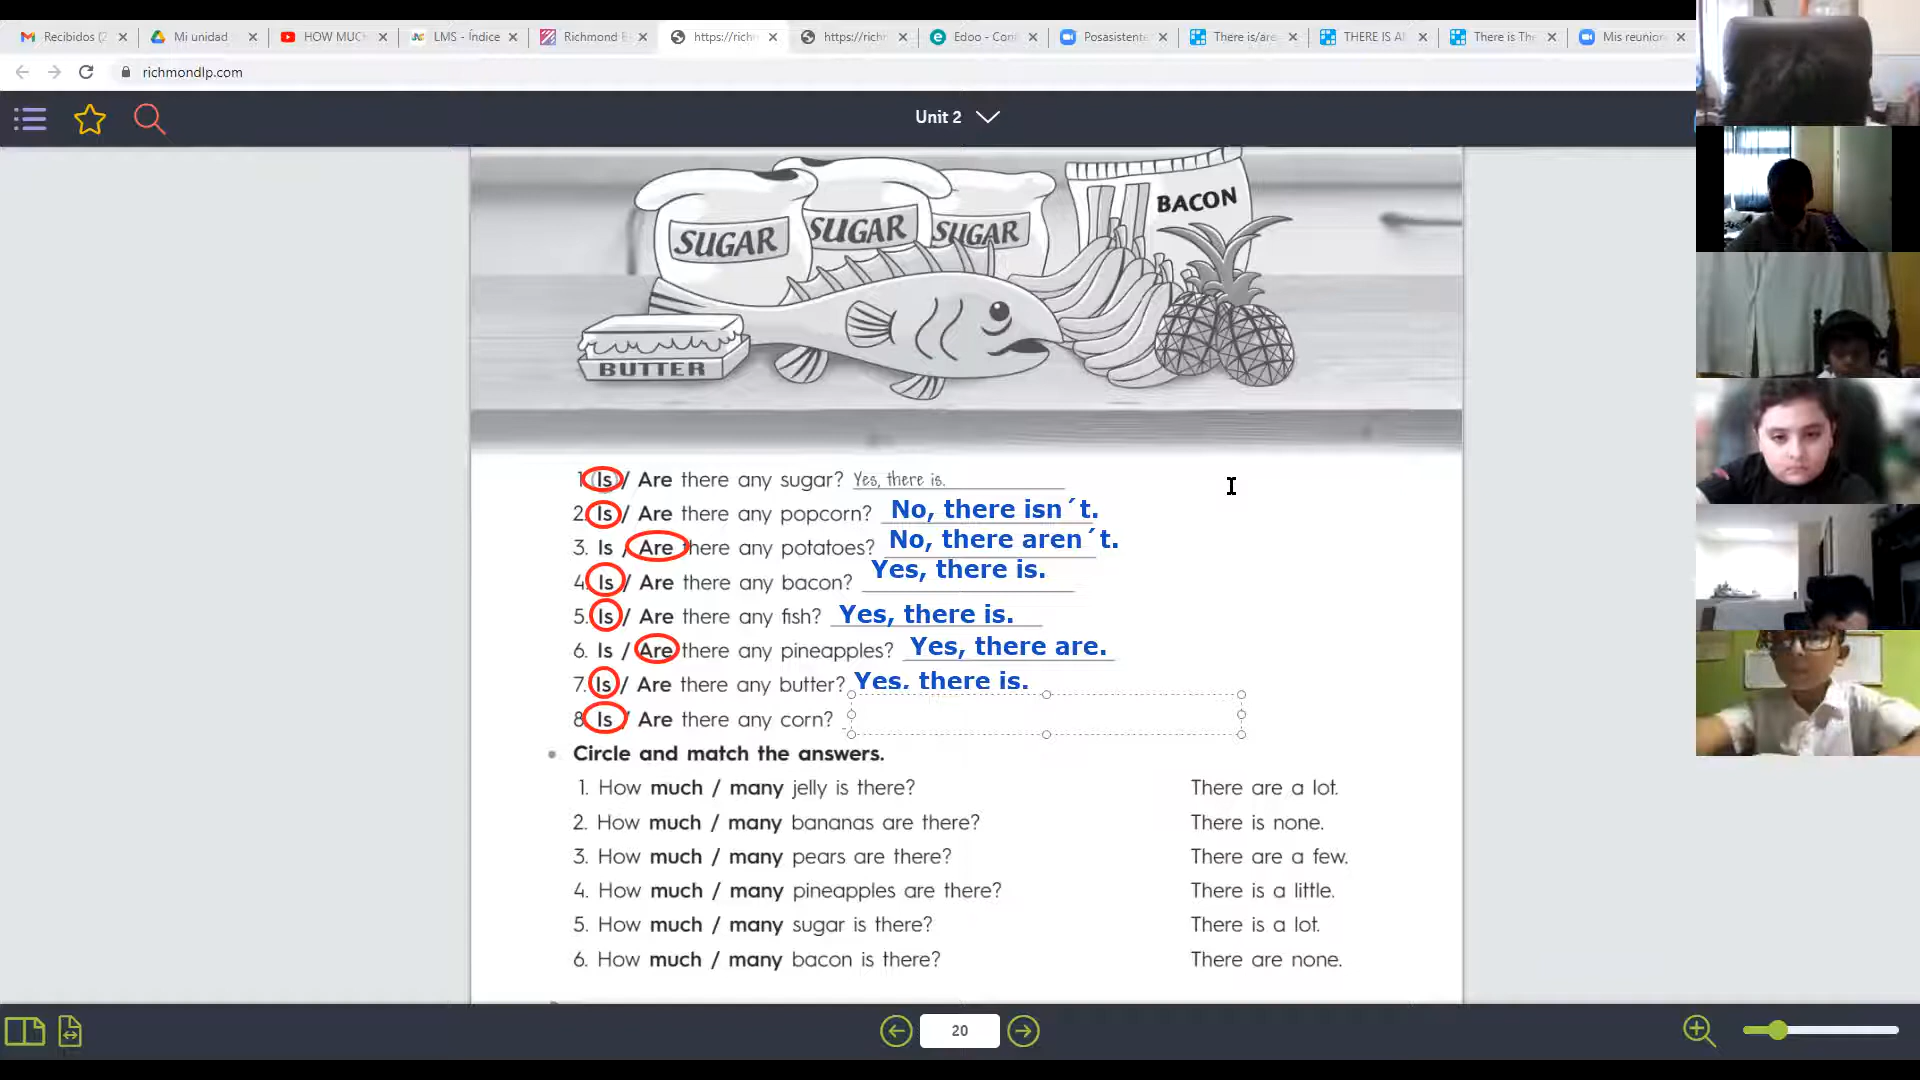 Recibidos (2
Mi unidad
HOW MUCH
LMS - Índice
Richmond E
https://rich
https://rich
Edoo - Con
Posasistente
There is/are
THERE IS A
There is The
Mis reunion
richmondlp.com
Unit 2
SUGAR
SUGAR
SUGAR
BACON
BUTTER
1. Is / Are there any sugar? Yes, there is.
2. Is / Are there any popcorn? No, there isn´t.
3. Is / Are there any potatoes? No, there aren´t.
4. Is / Are there any bacon? Yes, there is.
5. Is / Are there any fish? Yes, there is.
6. Is / Are there any pineapples? Yes, there are.
7. Is / Are there any butter? Yes, there is.
8. Is / Are there any corn?
• Circle and match the answers.
1. How much / many jelly is there? There are a lot.
2. How much / many bananas are there? There is none.
3. How much / many pears are there? There are a few.
4. How much / many pineapples are there? There is a little.
5. How much / many sugar is there? There is a lot.
6. How much / many bacon is there? There are none.
20